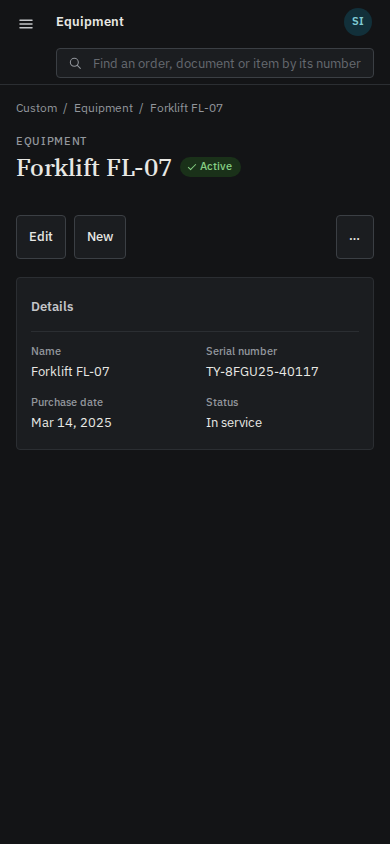 Equipment
SI
Find an order, document or item by its number
Custom / Equipment / Forklift FL-07
EQUIPMENT
Forklift FL-07
Active
Edit
New
...
Details
Name
Serial number
Forklift FL-07
TY-8FGU25-40117
Purchase date
Status
Mar 14, 2025
In service